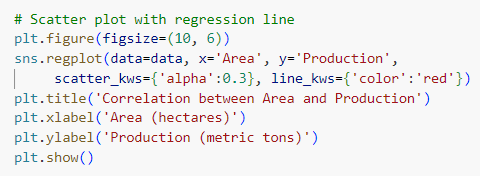 # Scatter plot with regression line
plt.figure(figsize=(10, 6))
sns.regplot(data=data, x='Area', y='Production',
     scatter_kws={'alpha':0.3}, line_kws={'color':'red'})
plt.title('Correlation between Area and Production')
plt.xlabel('Area (hectares)')
plt.ylabel('Production (metric tons)')
plt.show()